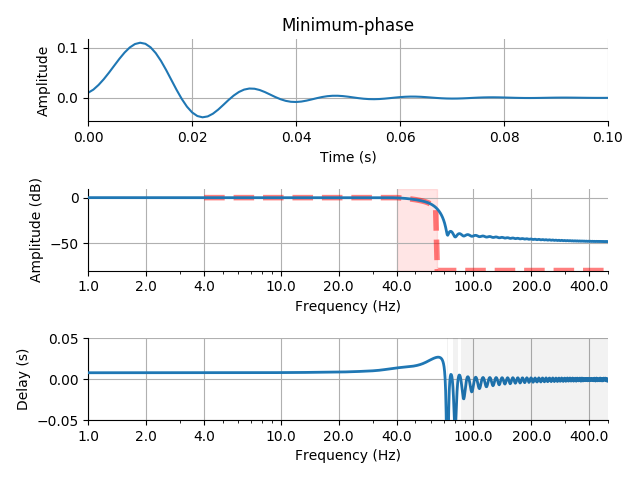 Minimum-phase
Amplitude
0.1
0.0
0.00 0.02 0.04 0.06 0.08 0.10
Time (s)
Amplitude (dB)
0
−50
1.0 2.0 4.0 10.0 20.0 40.0 100.0 200.0 400.0
Frequency (Hz)
Delay (s)
0.05
0.00
−0.05
1.0 2.0 4.0 10.0 20.0 40.0 100.0 200.0 400.0
Frequency (Hz)